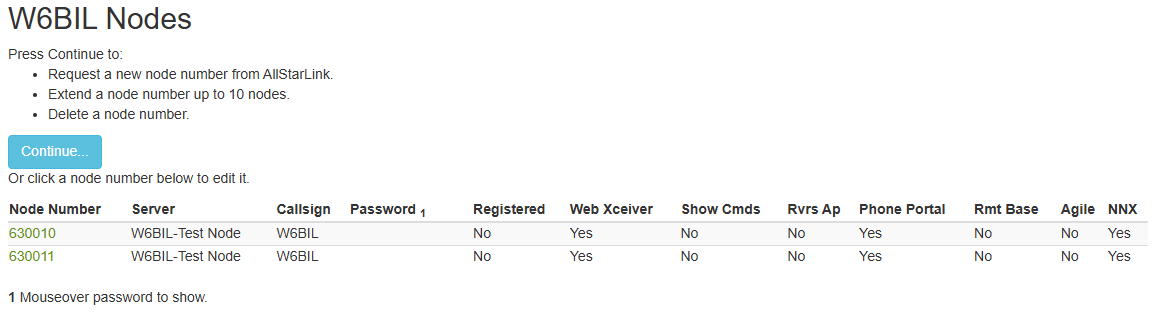 W6BIL Nodes
Press Continue to:
• Request a new node number from AllStarLink.
• Extend a node number up to 10 nodes.
• Delete a node number.
Continue...
Or click a node number below to edit it.
Node Number Server Callsign Password 1 Registered Web Xceiver Show Cmds Rvrs Ap Phone Portal Rmt Base Agile NNX
630010 W6BIL-Test Node W6BIL No Yes No No Yes No No Yes
630011 W6BIL-Test Node W6BIL No Yes No No Yes No No Yes
1 Mouseover password to show.